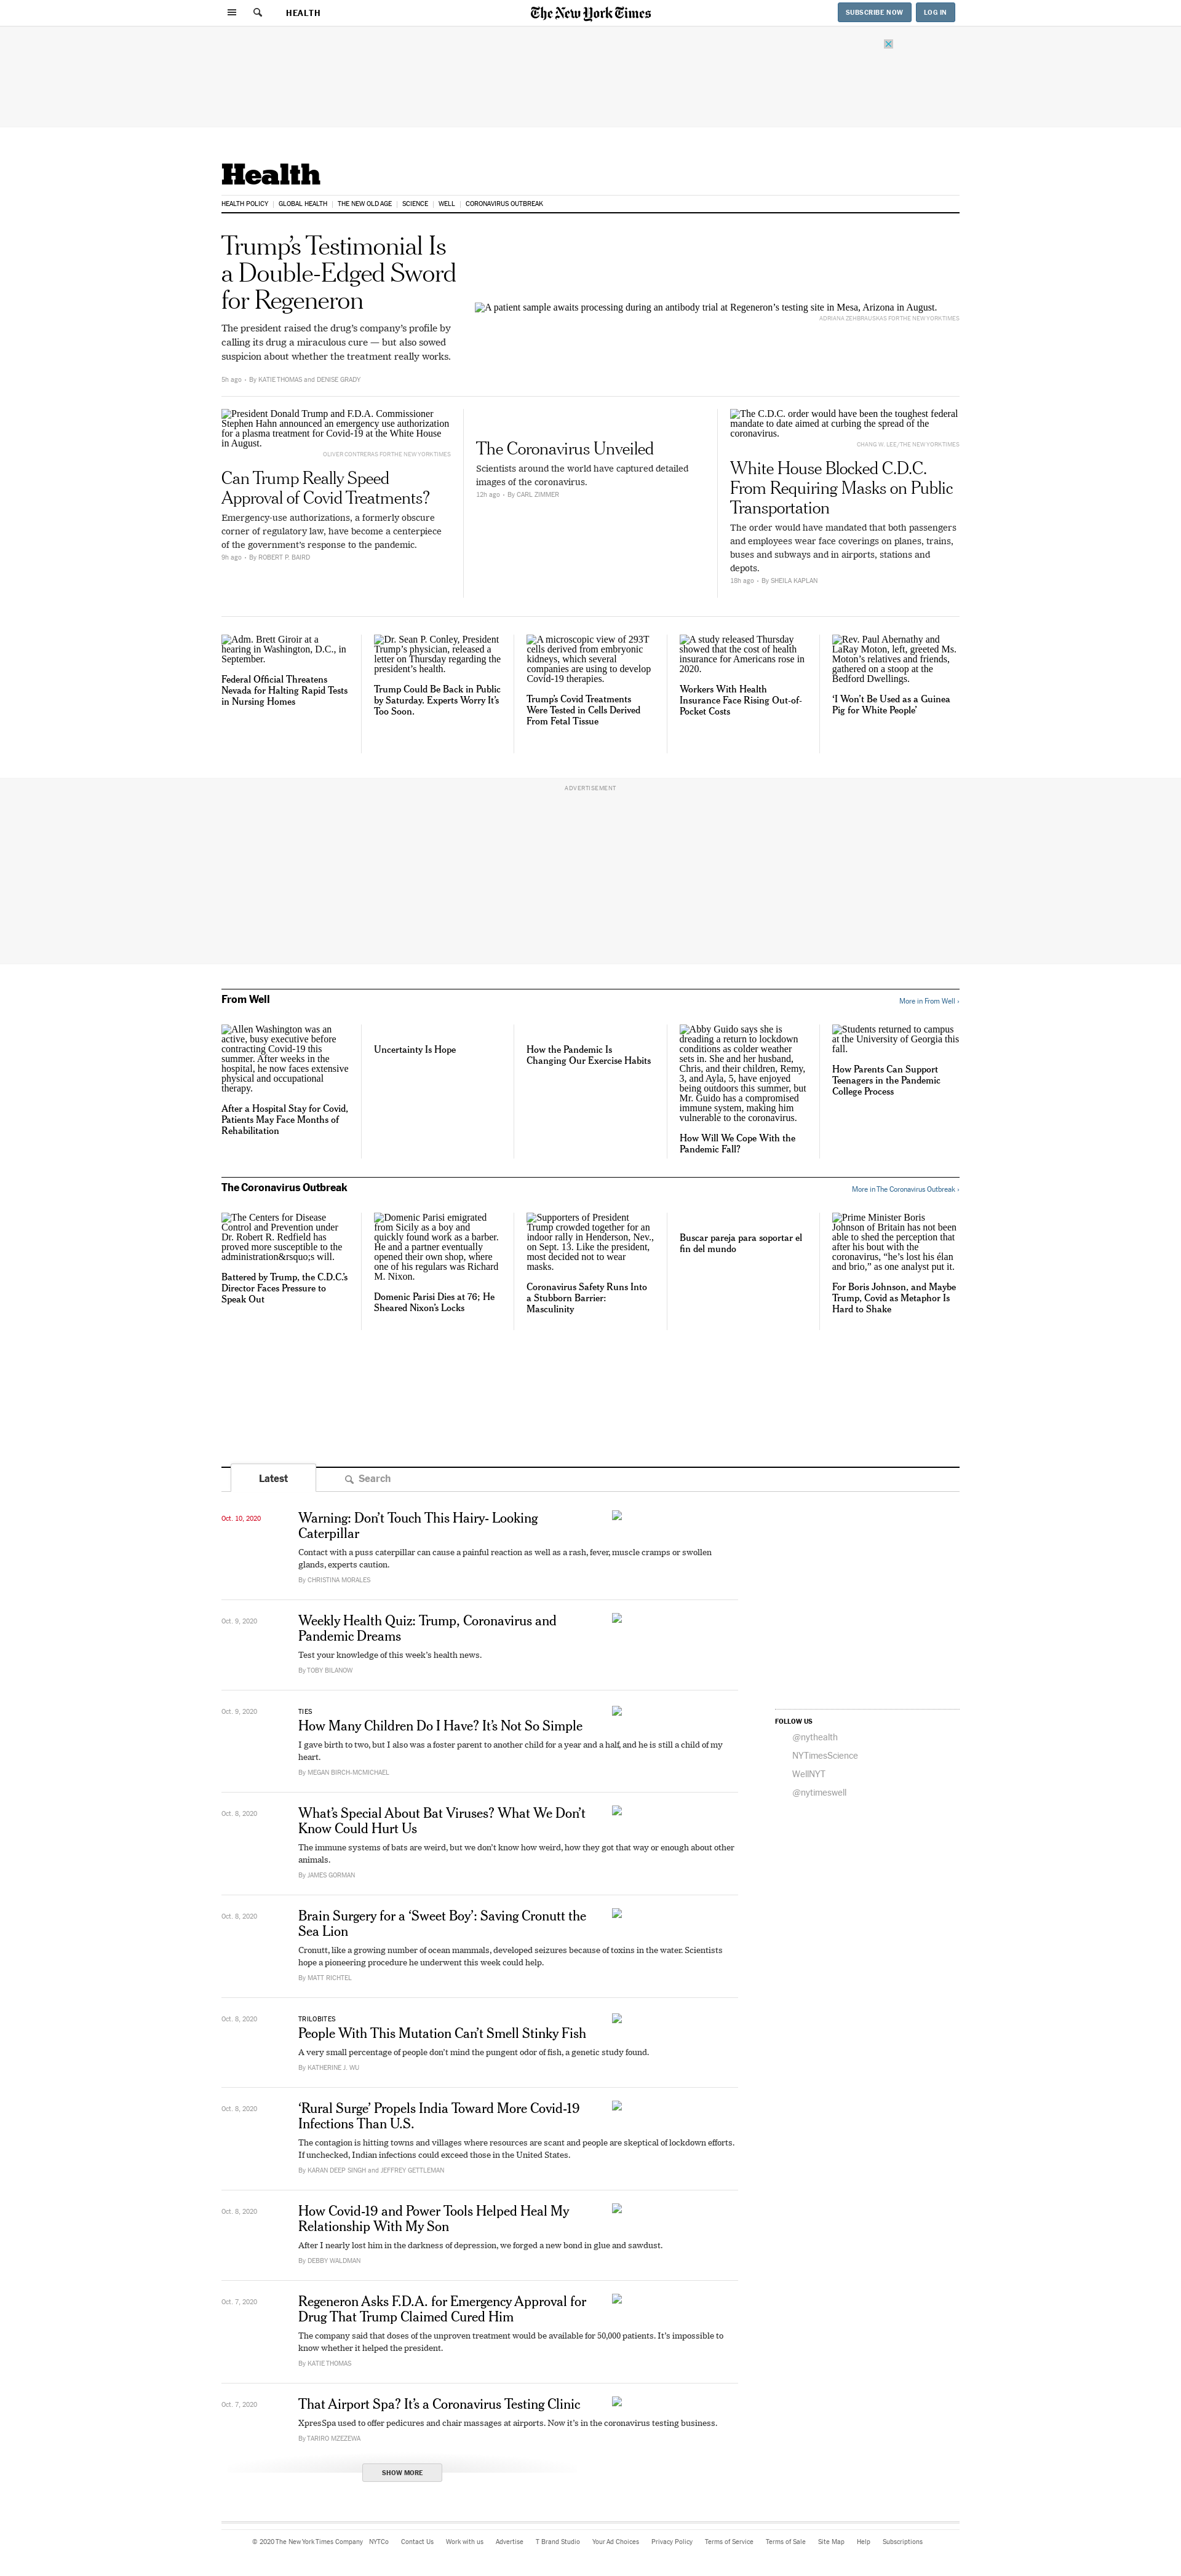 HEALTH
The New York Times
SUBSCRIBE NOW
LOG IN
Health
HEALTH POLICY
GLOBAL HEALTH
THE NEW OLD AGE
SCIENCE
WELL
CORONAVIRUS OUTBREAK
Trump’s Testimonial Is
a Double-Edged Sword
for Regeneron
The president raised the drug’s company’s profile by
calling its drug a miraculous cure — but also sowed
suspicion about whether the treatment really works.
5h ago • By KATIE THOMAS and DENISE GRADY
A patient sample awaits processing during an antibody trial at Regeneron’s testing site in Mesa, Arizona in August.
ADRIANA ZEHBRAUSKAS FOR THE NEW YORK TIMES
President Donald Trump and F.D.A. Commissioner
Stephen Hahn announced an emergency use authorization
for a plasma treatment for Covid-19 at the White House
in August.
OLIVER CONTRERAS FOR THE NEW YORK TIMES
Can Trump Really Speed
Approval of Covid Treatments?
Emergency-use authorizations, a formerly obscure
corner of regulatory law, have become a centerpiece
of the government’s response to the pandemic.
9h ago • By ROBERT P. BAIRD
The Coronavirus Unveiled
Scientists around the world have captured detailed
images of the coronavirus.
12h ago • By CARL ZIMMER
The C.D.C. order would have been the toughest federal
mandate to date aimed at curbing the spread of the
coronavirus.
CHANG W. LEE/THE NEW YORK TIMES
White House Blocked C.D.C.
From Requiring Masks on Public
Transportation
The order would have mandated that both passengers
and employees wear face coverings on planes, trains,
buses and subways and in airports, stations and
depots.
18h ago • By SHEILA KAPLAN
Adm. Brett Giroir at a
hearing in Washington, D.C., in
September.
Federal Official Threatens
Nevada for Halting Rapid Tests
in Nursing Homes
Dr. Sean P. Conley, President
Trump’s physician, released a
letter on Thursday regarding the
president’s health.
Trump Could Be Back in Public
by Saturday. Experts Worry It’s
Too Soon.
A microscopic view of 293T
cells derived from embryonic
kidneys, which several
companies are using to develop
Covid-19 therapies.
Trump’s Covid Treatments
Were Tested in Cells Derived
From Fetal Tissue
A study released Thursday
showed that the cost of health
insurance for Americans rose in
2020.
Workers With Health
Insurance Face Rising Out-of-
Pocket Costs
Rev. Paul Abernathy and
LaRay Moton, left, greeted Ms.
Moton’s relatives and friends,
gathered on a stoop at the
Bedford Dwellings.
‘I Won’t Be Used as a Guinea
Pig for White People’
ADVERTISEMENT
From Well
More in From Well ›
Allen Washington was an
active, busy executive before
contracting Covid-19 this
summer. After weeks in the
hospital, he now faces extensive
physical and occupational
therapy.
After a Hospital Stay for Covid,
Patients May Face Months of
Rehabilitation
Uncertainty Is Hope
How the Pandemic Is
Changing Our Exercise Habits
Abby Guido says she is
dreading a return to lockdown
conditions as colder weather
sets in. She and her husband,
Chris, and their children, Remy,
3, and Ayla, 5, have enjoyed
being outdoors this summer, but
Mr. Guido has a compromised
immune system, making him
vulnerable to the coronavirus.
How Will We Cope With the
Pandemic Fall?
Students returned to campus
at the University of Georgia this
fall.
How Parents Can Support
Teenagers in the Pandemic
College Process
The Coronavirus Outbreak
More in The Coronavirus Outbreak ›
The Centers for Disease
Control and Prevention under
Dr. Robert R. Redfield has
proved more susceptible to the
administration&rsquo;s will.
Battered by Trump, the C.D.C.’s
Director Faces Pressure to
Speak Out
Domenic Parisi emigrated
from Sicily as a boy and
quickly found work as a barber.
He and a partner eventually
opened their own shop, where
one of his regulars was Richard
M. Nixon.
Domenic Parisi Dies at 76; He
Sheared Nixon’s Locks
Supporters of President
Trump crowded together for an
indoor rally in Henderson, Nev.,
on Sept. 13. Like the president,
most decided not to wear
masks.
Coronavirus Safety Runs Into
a Stubborn Barrier:
Masculinity
Buscar pareja para soportar el
fin del mundo
Prime Minister Boris
Johnson of Britain has not been
able to shed the perception that
after his bout with the
coronavirus, “he’s lost his élan
and brio,” as one analyst put it.
For Boris Johnson, and Maybe
Trump, Covid as Metaphor Is
Hard to Shake
Latest
Search
Oct. 10, 2020
Warning: Don’t Touch This Hairy- Looking
Caterpillar
Contact with a puss caterpillar can cause a painful reaction as well as a rash, fever, muscle cramps or swollen
glands, experts caution.
By CHRISTINA MORALES
Oct. 9, 2020
Weekly Health Quiz: Trump, Coronavirus and
Pandemic Dreams
Test your knowledge of this week’s health news.
By TOBY BILANOW
Oct. 9, 2020
TIES
How Many Children Do I Have? It’s Not So Simple
I gave birth to two, but I also was a foster parent to another child for a year and a half, and he is still a child of my
heart.
By MEGAN BIRCH-MCMICHAEL
FOLLOW US
@nythealth
NYTimesScience
WellNYT
@nytimeswell
Oct. 8, 2020
What’s Special About Bat Viruses? What We Don’t
Know Could Hurt Us
The immune systems of bats are weird, but we don’t know how weird, how they got that way or enough about other
animals.
By JAMES GORMAN
Oct. 8, 2020
Brain Surgery for a ‘Sweet Boy’: Saving Cronutt the
Sea Lion
Cronutt, like a growing number of ocean mammals, developed seizures because of toxins in the water. Scientists
hope a pioneering procedure he underwent this week could help.
By MATT RICHTEL
Oct. 8, 2020
TRILOBITES
People With This Mutation Can’t Smell Stinky Fish
A very small percentage of people don’t mind the pungent odor of fish, a genetic study found.
By KATHERINE J. WU
Oct. 8, 2020
‘Rural Surge’ Propels India Toward More Covid-19
Infections Than U.S.
The contagion is hitting towns and villages where resources are scant and people are skeptical of lockdown efforts.
If unchecked, Indian infections could exceed those in the United States.
By KARAN DEEP SINGH and JEFFREY GETTLEMAN
Oct. 8, 2020
How Covid-19 and Power Tools Helped Heal My
Relationship With My Son
After I nearly lost him in the darkness of depression, we forged a new bond in glue and sawdust.
By DEBBY WALDMAN
Oct. 7, 2020
Regeneron Asks F.D.A. for Emergency Approval for
Drug That Trump Claimed Cured Him
The company said that doses of the unproven treatment would be available for 50,000 patients. It’s impossible to
know whether it helped the president.
By KATIE THOMAS
Oct. 7, 2020
That Airport Spa? It’s a Coronavirus Testing Clinic
XpresSpa used to offer pedicures and chair massages at airports. Now it’s in the coronavirus testing business.
By TARIRO MZEZEWA
SHOW MORE
© 2020 The New York Times Company
NYTCo
Contact Us
Work with us
Advertise
T Brand Studio
Your Ad Choices
Privacy Policy
Terms of Service
Terms of Sale
Site Map
Help
Subscriptions